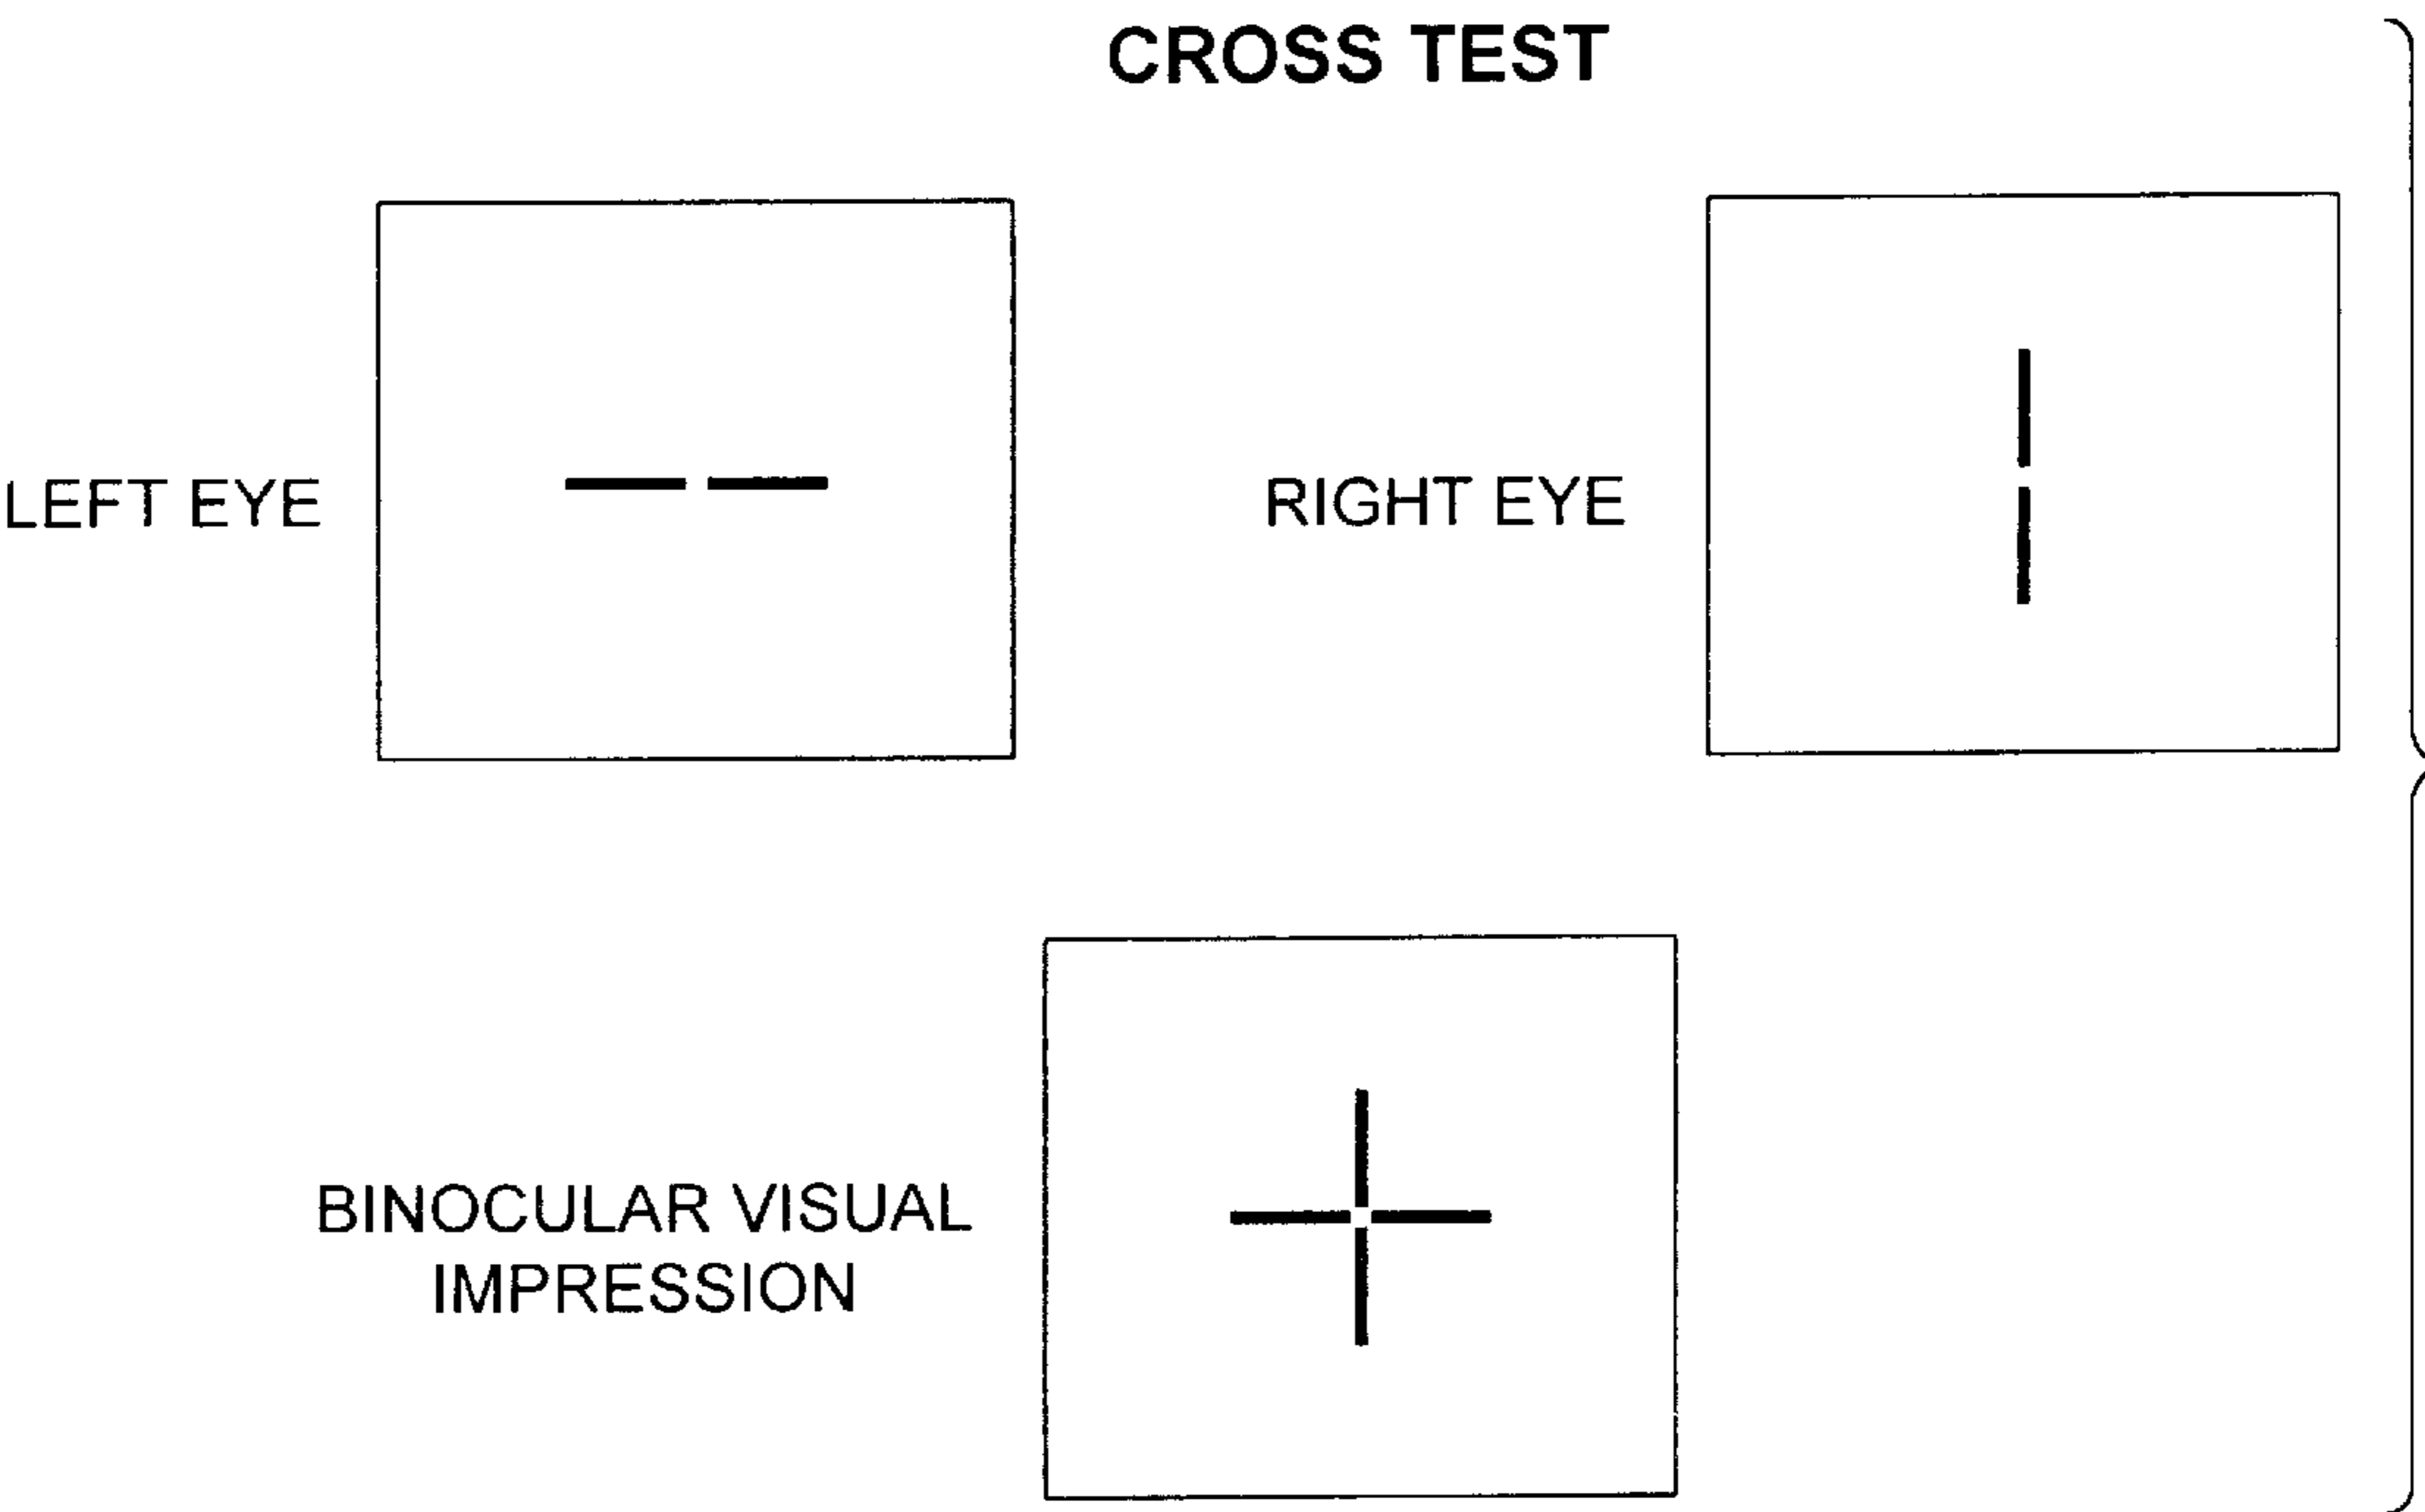 CROSS TEST
LEFT EYE
RIGHT EYE
BINOCULAR VISUAL
IMPRESSION